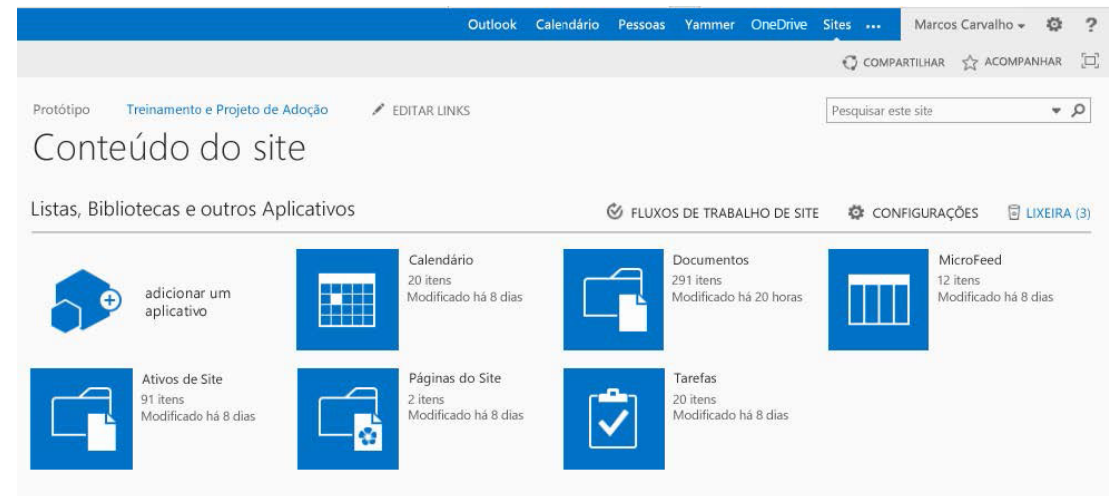 Outlook Calendário Pessoas Yammer OneDrive Sites ... Marcos Carvalho ?
COMPARTILHAR ACOMPANHAR
Protótipo Treinamento e Projeto de Adoção EDITAR LINKS Pesquisar este site
Conteúdo do site
Listas, Bibliotecas e outros Aplicativos FLUXOS DE TRABALHO DE SITE CONFIGURAÇÕES LIXEIRA (3)
adicionar um
aplicativo
Calendário
20 itens
Modificado há 8 dias
Documentos
291 itens
Modificado há 20 horas
MicroFeed
12 itens
Modificado há 8 dias
Ativos de Site
91 itens
Modificado há 8 dias
Páginas do Site
2 itens
Modificado há 8 dias
Tarefas
20 itens
Modificado há 8 dias